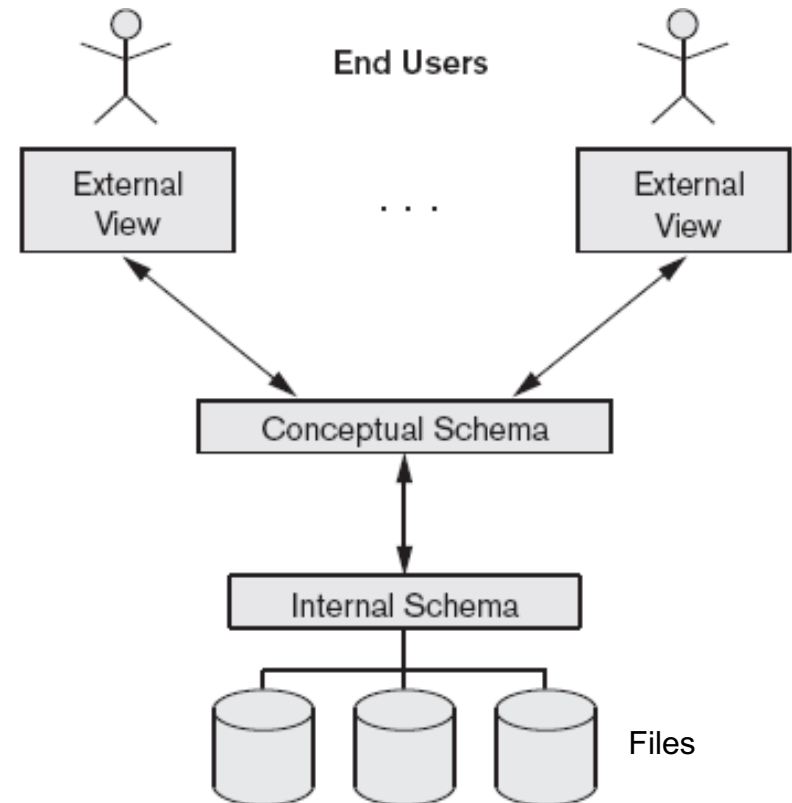 End Users
External
View
. . .
External
View
Conceptual Schema
Internal Schema
Files